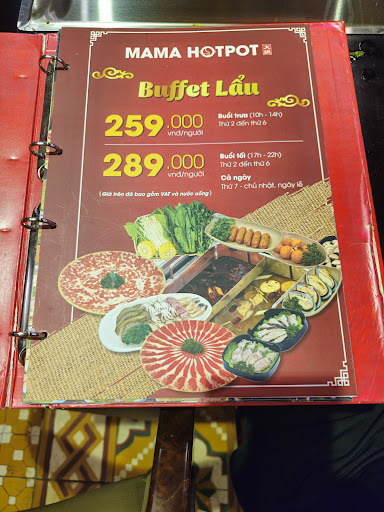 MAMA HOTPOT
Buffet Lẩu
259.000
vnđ/người
Buổi trưa (10h - 14h)
Thứ 2 đến thứ 6
289.000
vnđ/người
Buổi tối (17h - 22h)
Thứ 2 đến thứ 6
Cả ngày
Thứ 7 - chủ nhật, ngày lễ
(Giá trên đã bao gồm VAT và nước uống)